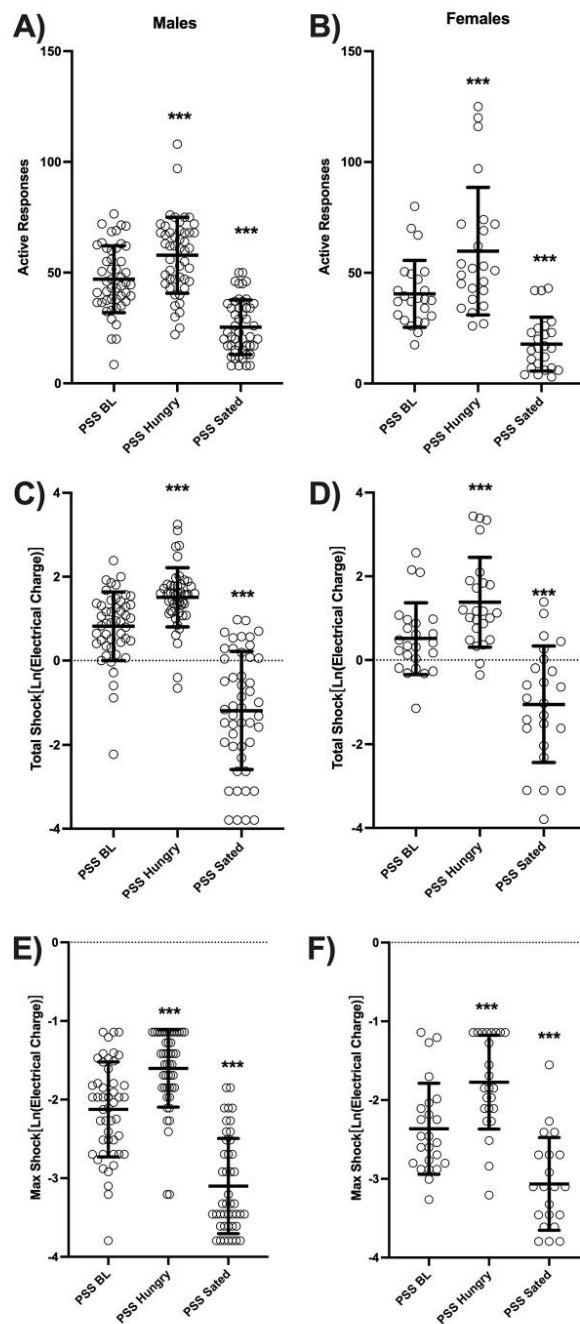 A)
Males
Active Responses
150
100
50
0
***
***
PSS BL
PSS Hungry
PSS Sated
B)
Females
Active Responses
150
100
50
0
***
***
PSS BL
PSS Hungry
PSS Sated
C)
Total Shock[Ln(Electrical Charge)]
4
2
0
-2
-4
***
***
PSS BL
PSS Hungry
PSS Sated
D)
Total Shock[Ln(Electrical Charge)]
4
2
0
-2
-4
***
***
PSS BL
PSS Hungry
PSS Sated
E)
Max Shock[Ln(Electrical Charge)]
0
-1
-2
-3
-4
***
***
PSS BL
PSS Hungry
PSS Sated
F)
Max Shock[Ln(Electrical Charge)]
0
-1
-2
-3
-4
***
***
PSS BL
PSS Hungry
PSS Sated